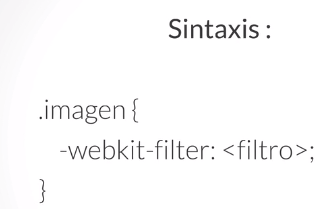 Sintaxis :
.imagen {
-webkit-filter: <filtro>;
}